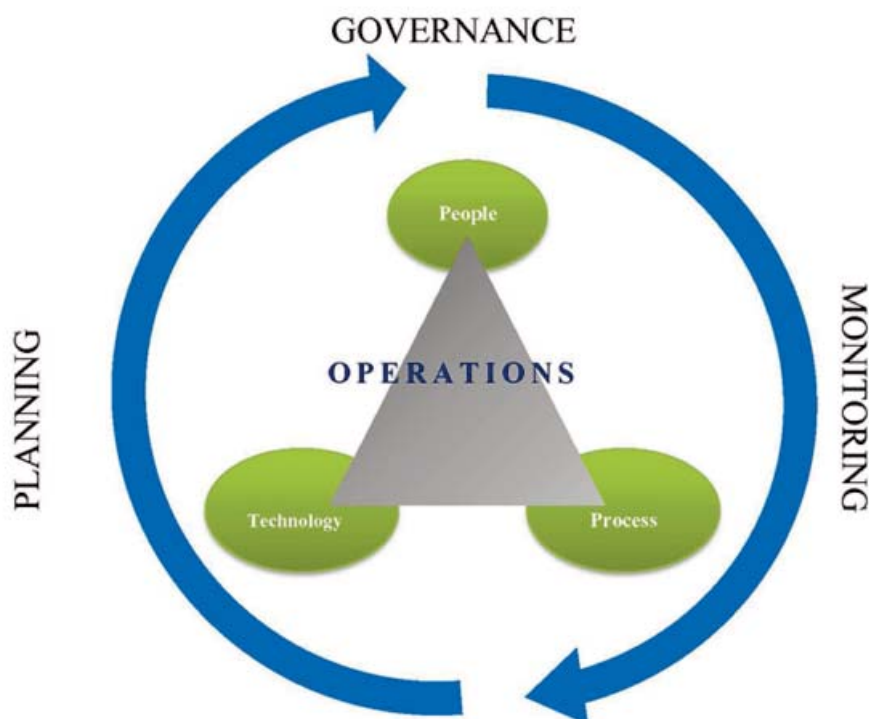 GOVERNANCE
People
PLANNING
OPERATIONS
MONITORING
Technology
Process